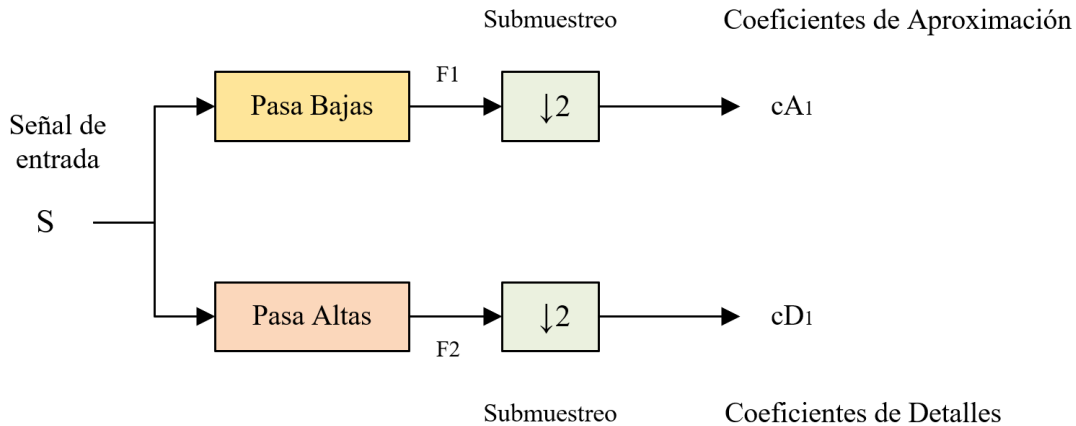 Submuestreo
Coeficientes de Aproximación
F1
Pasa Bajas
↓2
cA1
Señal de
entrada
S
Pasa Altas
↓2
cD1
F2
Submuestreo
Coeficientes de Detalles